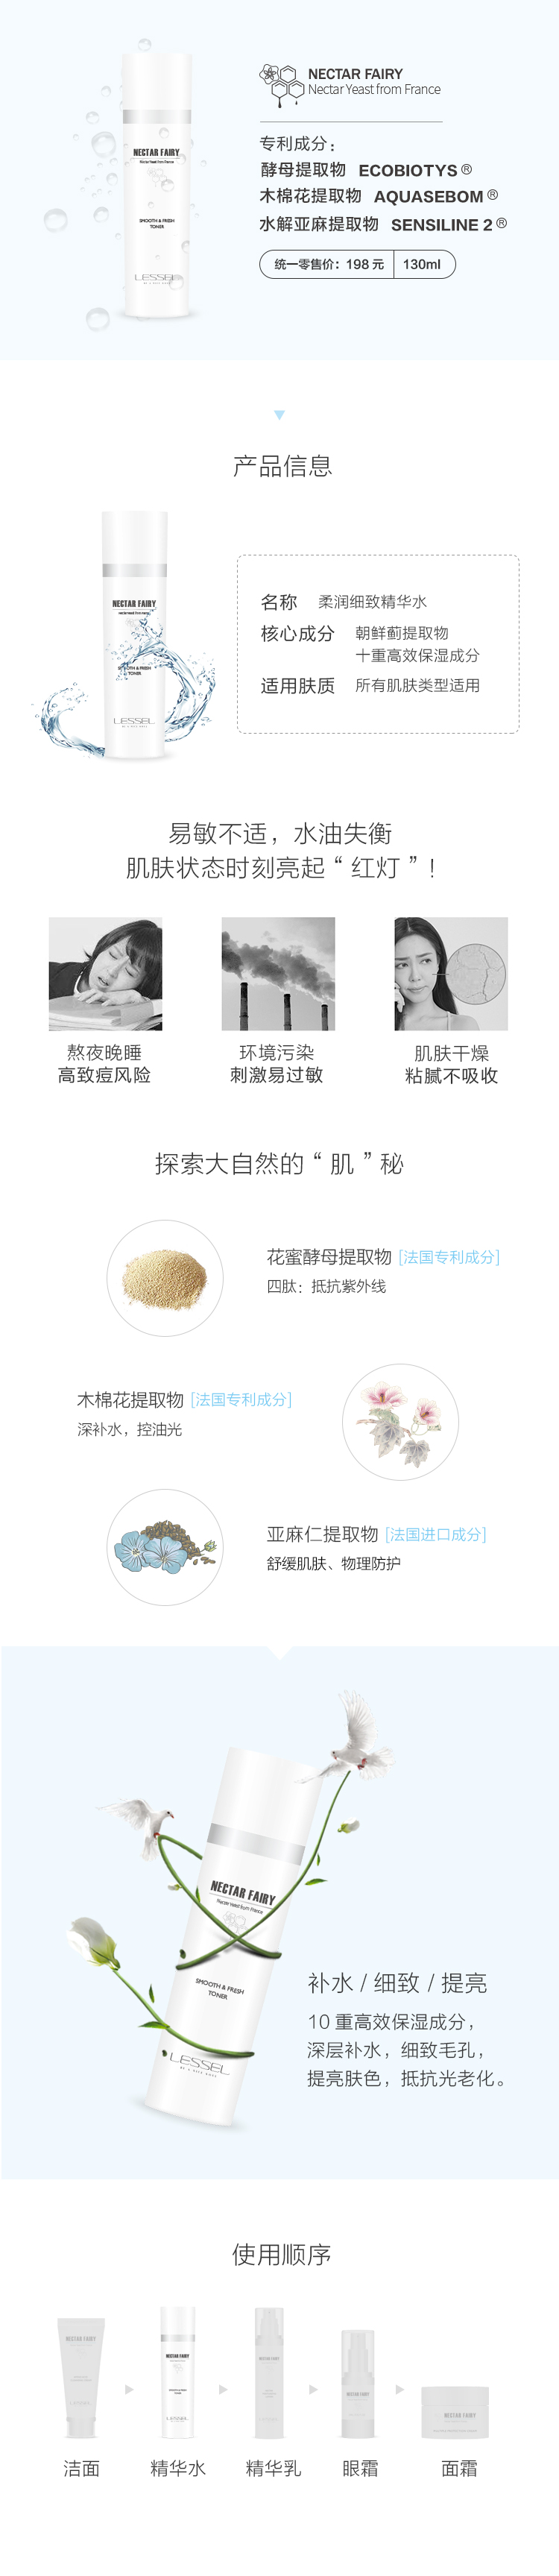 NECTAR FAIRY
Nectar Yeast from France
专利成分：
酵母提取物 ECOBIOTYS ®
木棉花提取物 AQUASEBOM ®
水解亚麻提取物 SENSILINE 2 ®
统一零售价：198 元 130ml
NECTAR FAIRY
Nectar Yeast from France
SMOOTH & FRESH
TONER
LESSEL
产品信息
NECTAR FAIRY
TONER
LESSEL
名称 柔润细致精华水
核心成分 朝鲜蓟提取物
十重高效保湿成分
适用肤质 所有肌肤类型适用
易敏不适，水油失衡
肌肤状态时刻亮起“红灯”！
熬夜晚睡
高致痘风险
环境污染
刺激易过敏
肌肤干燥
粘腻不吸收
探索大自然的“肌”秘
花蜜酵母提取物 [法国专利成分]
四肽：抵抗紫外线
木棉花提取物 [法国专利成分]
深补水，控油光
亚麻仁提取物 [法国进口成分]
舒缓肌肤、物理防护
NECTAR FAIRY
Nectar Yeast from France
SMOOTH & FRESH
TONER
LESSEL
补水 / 细致 / 提亮
10 重高效保湿成分，
深层补水，细致毛孔，
提亮肤色，抵抗光老化。
使用顺序
NECTAR FAIRY
NECTAR FAIRY
NECTAR FAIRY
NECTAR FAIRY
NECTAR FAIRY
洁面
精华水
精华乳
眼霜
面霜